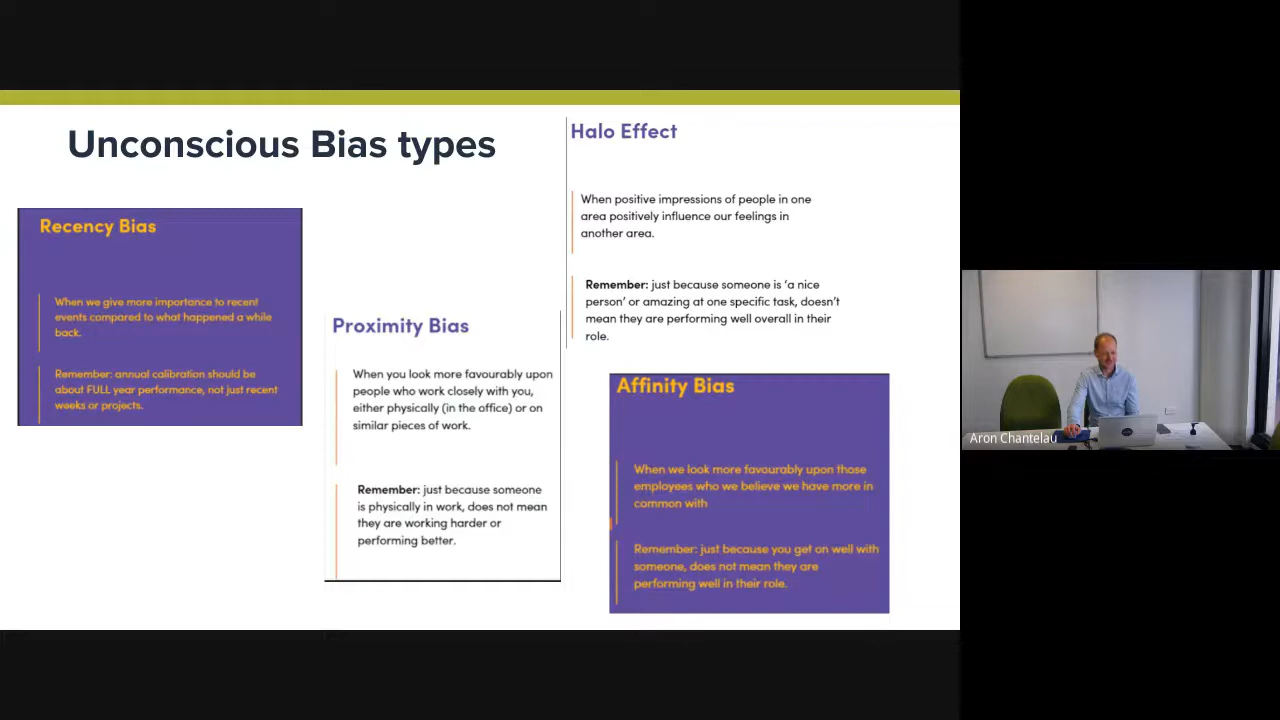 Unconscious Bias types
Recency Bias
When we give more importance to recent
events compared to what happened a while
back.
Remember: annual calibration should be
about FULL year performance, not just recent
weeks or projects.
Proximity Bias
When you look more favourably upon
people who work closely with you,
either physically (in the office) or on
similar pieces of work.
Remember: just because someone
is physically in work, does not mean
they are working harder or
performing better.
Halo Effect
When positive impressions of people in one
area positively influence our feelings in
another area.
Remember: just because someone is ‘a nice
person’ or amazing at one specific task, doesn’t
mean they are performing well overall in their
role.
Affinity Bias
When we look more favourably upon those
employees who we believe we have more in
common with
Remember: just because you get on well with
someone, does not mean they are
performing well in their role.
Aron Chantelau